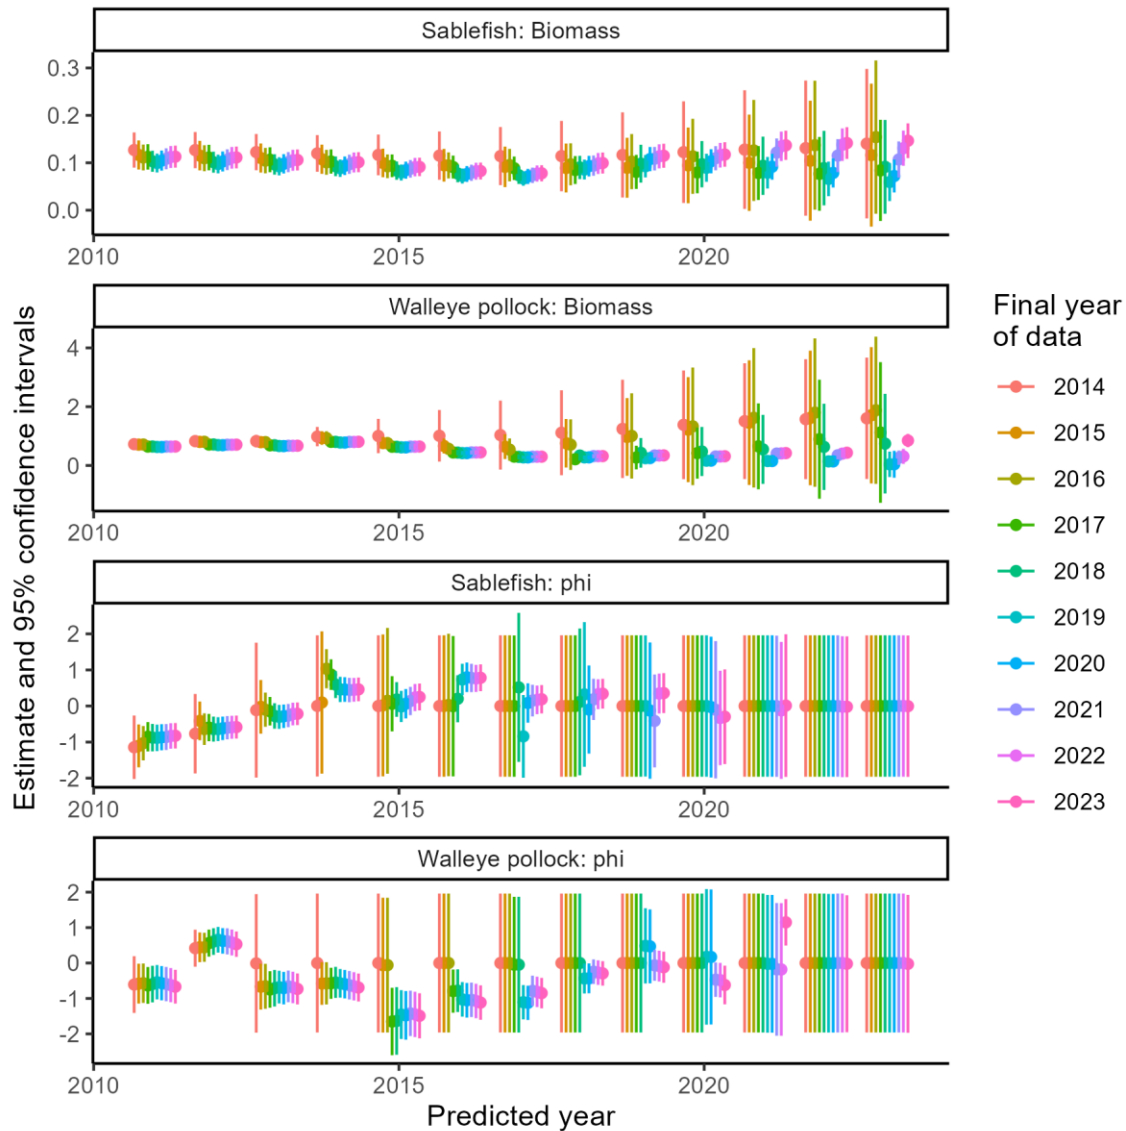 Sablefish: Biomass
0.3
0.2
0.1
0.0
2010 2015 2020
Walleye pollock: Biomass
4
2
0
2010 2015 2020
Sablefish: phi
2
1
0
-1
-2
2010 2015 2020
Walleye pollock: phi
2
1
0
-1
-2
2010 2015 2020
Predicted year
Estimate and 95% confidence intervals
Final year
of data
2014
2015
2016
2017
2018
2019
2020
2021
2022
2023